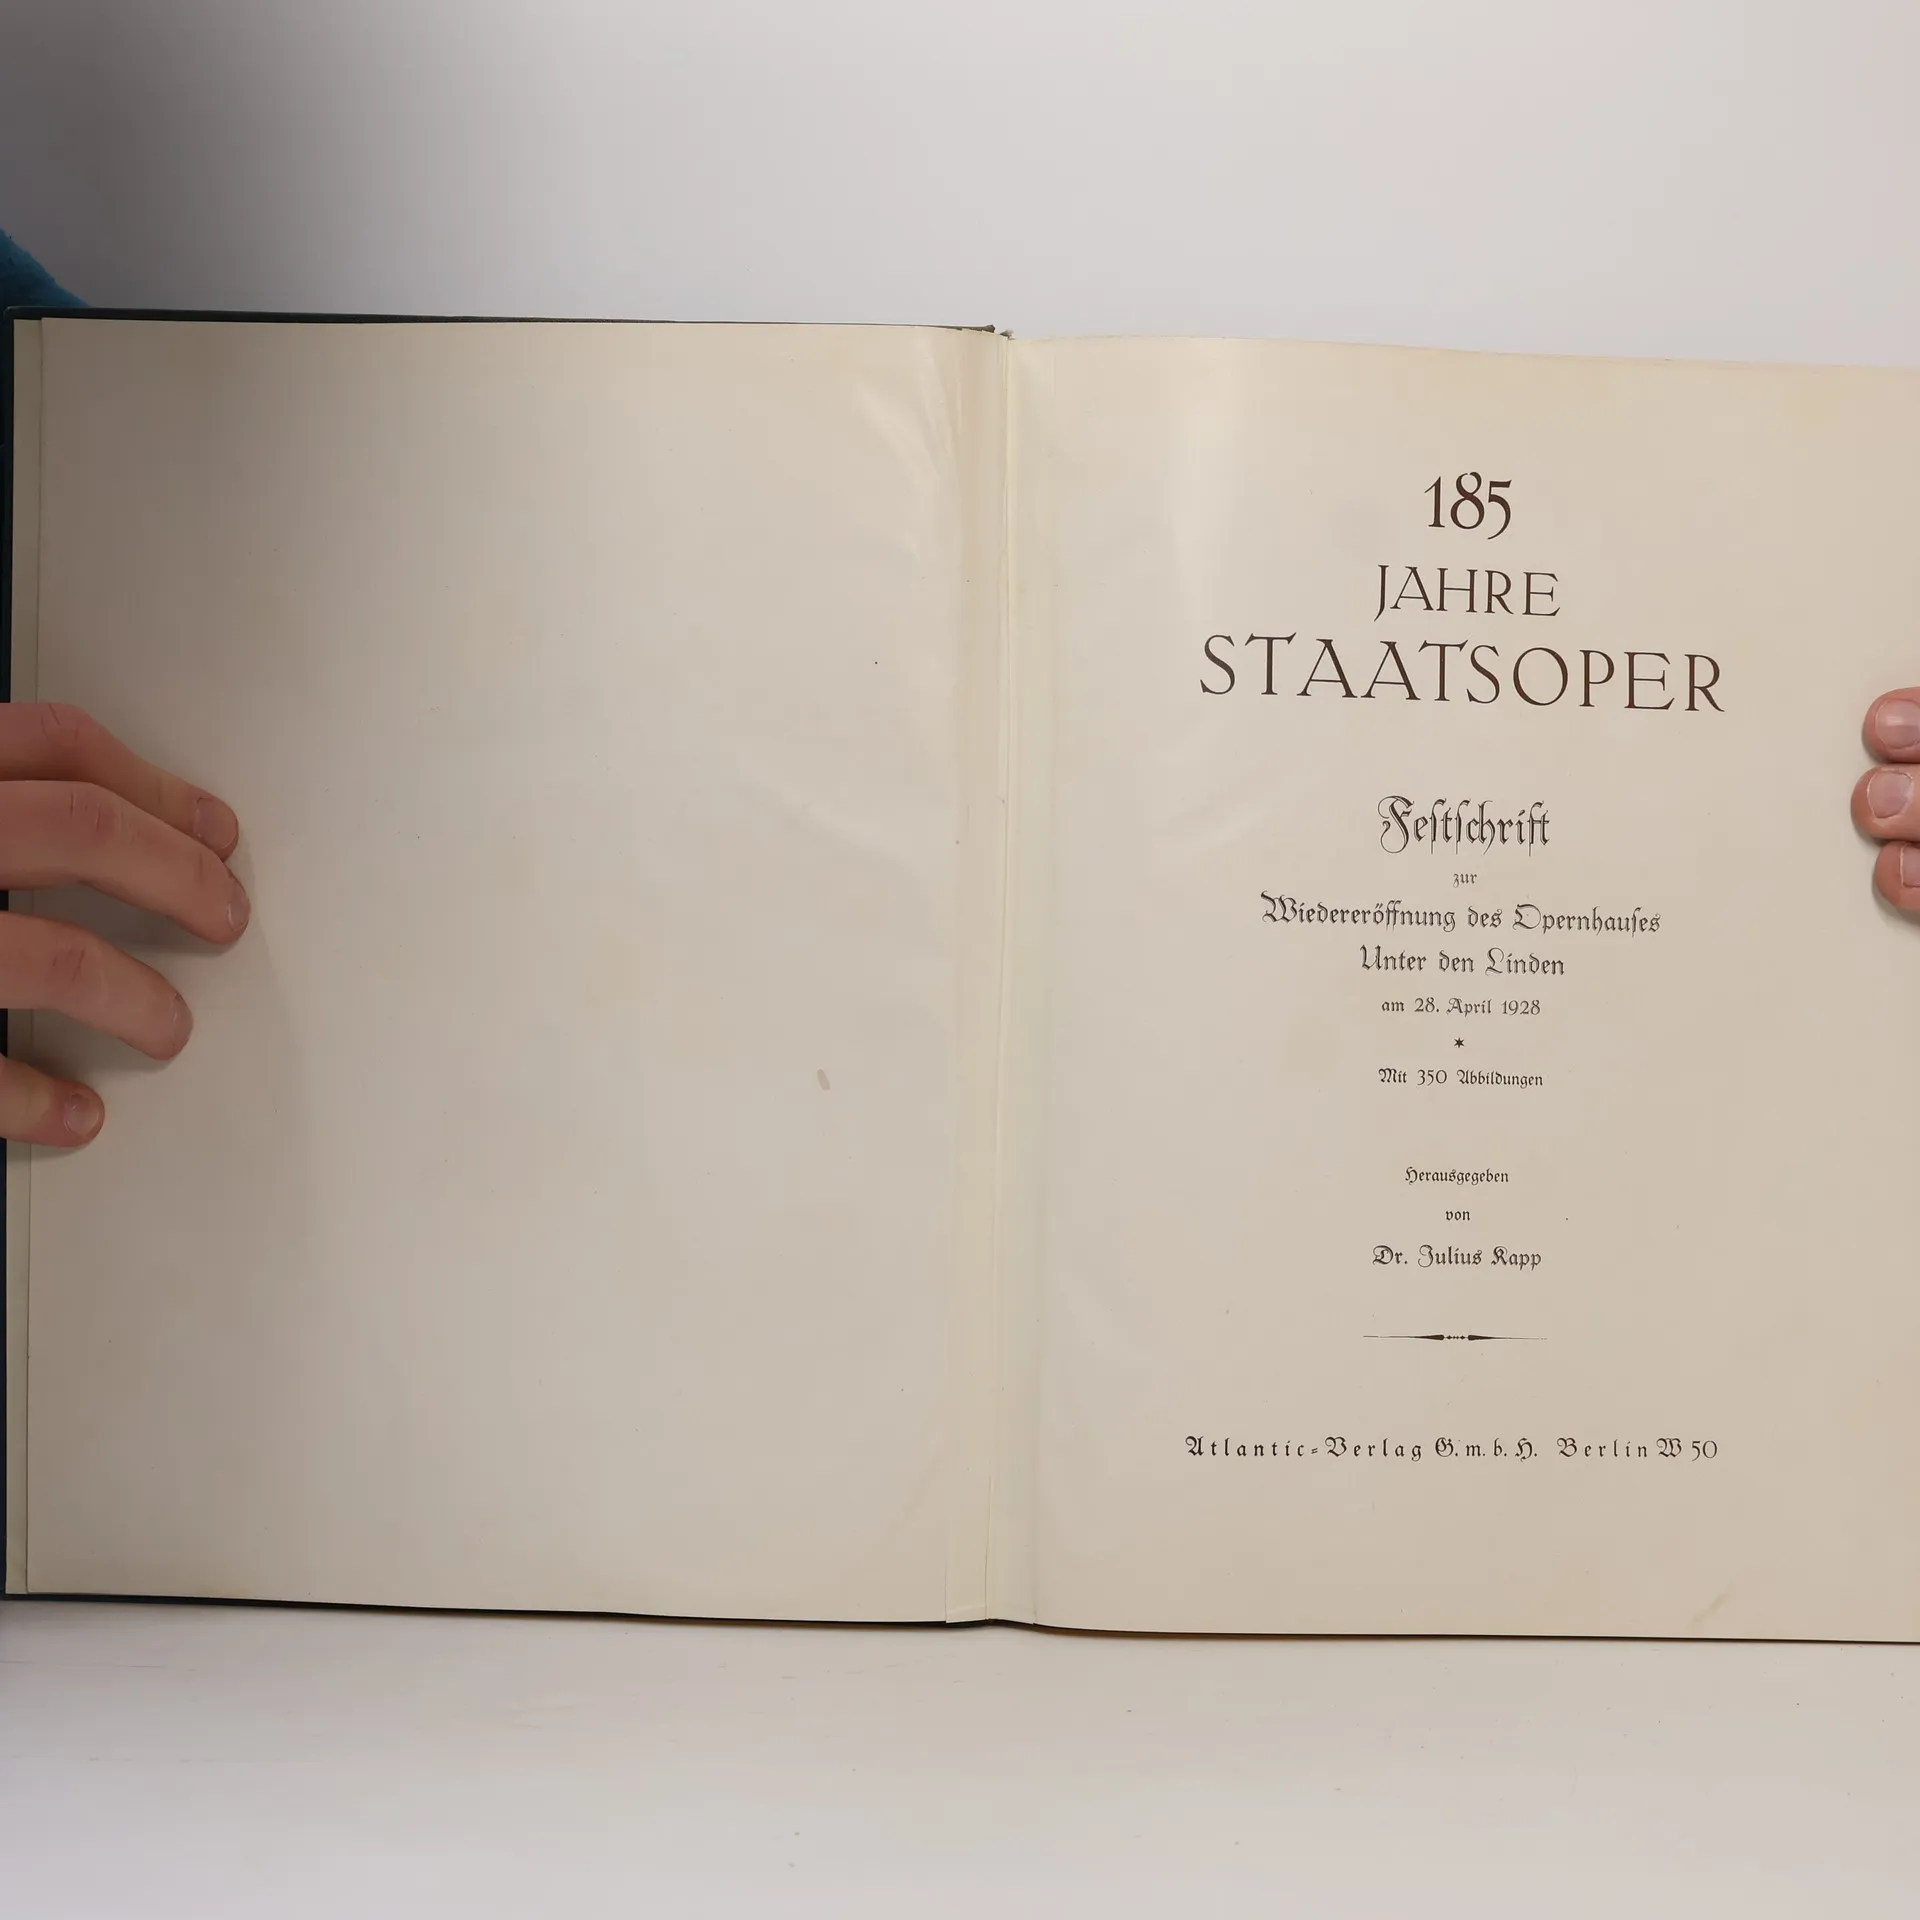 185
JAHRE
STAATSOPER
Feſtſchrift
zur
Wiedereröffnung des Opernhauſes
Unter den Linden
am 28. April 1928
✶
Mit 350 Abbildungen
Herausgegeben
von
Dr. Julius Kapp
Atlantic-Verlag G.m.b.H. Berlin W 50